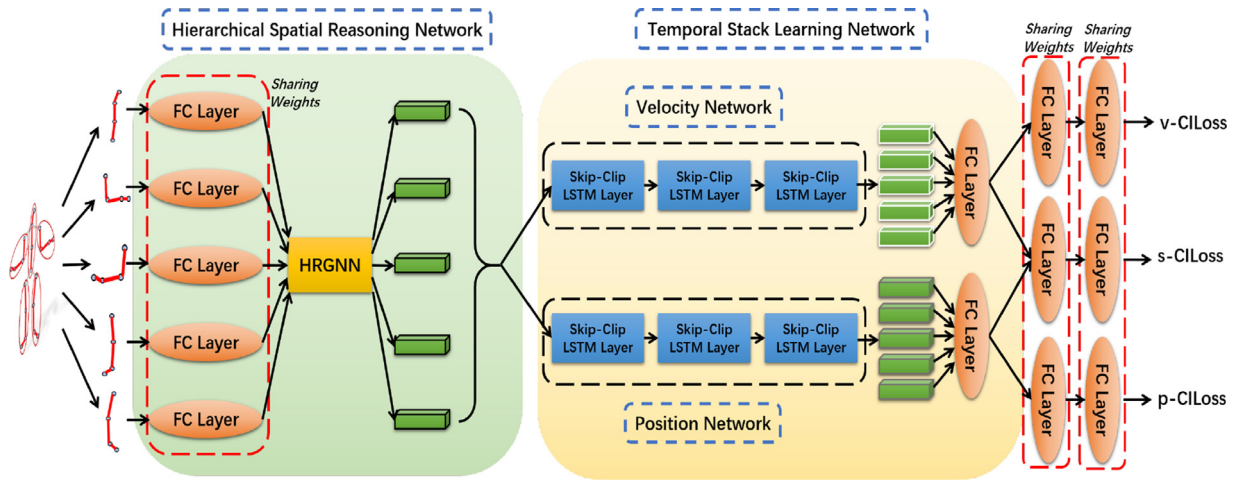 Hierarchical Spatial Reasoning Network
Temporal Stack Learning Network
Sharing
Weights
Sharing
Weights
Sharing
Weights
FC Layer
FC Layer
FC Layer
FC Layer
FC Layer
HRGNN
Velocity Network
Skip-Clip
LSTM Layer
Skip-Clip
LSTM Layer
Skip-Clip
LSTM Layer
FC Layer
Skip-Clip
LSTM Layer
Skip-Clip
LSTM Layer
Skip-Clip
LSTM Layer
FC Layer
Position Network
FC Layer
FC Layer
v-CILoss
FC Layer
FC Layer
s-CILoss
FC Layer
FC Layer
p-CILoss